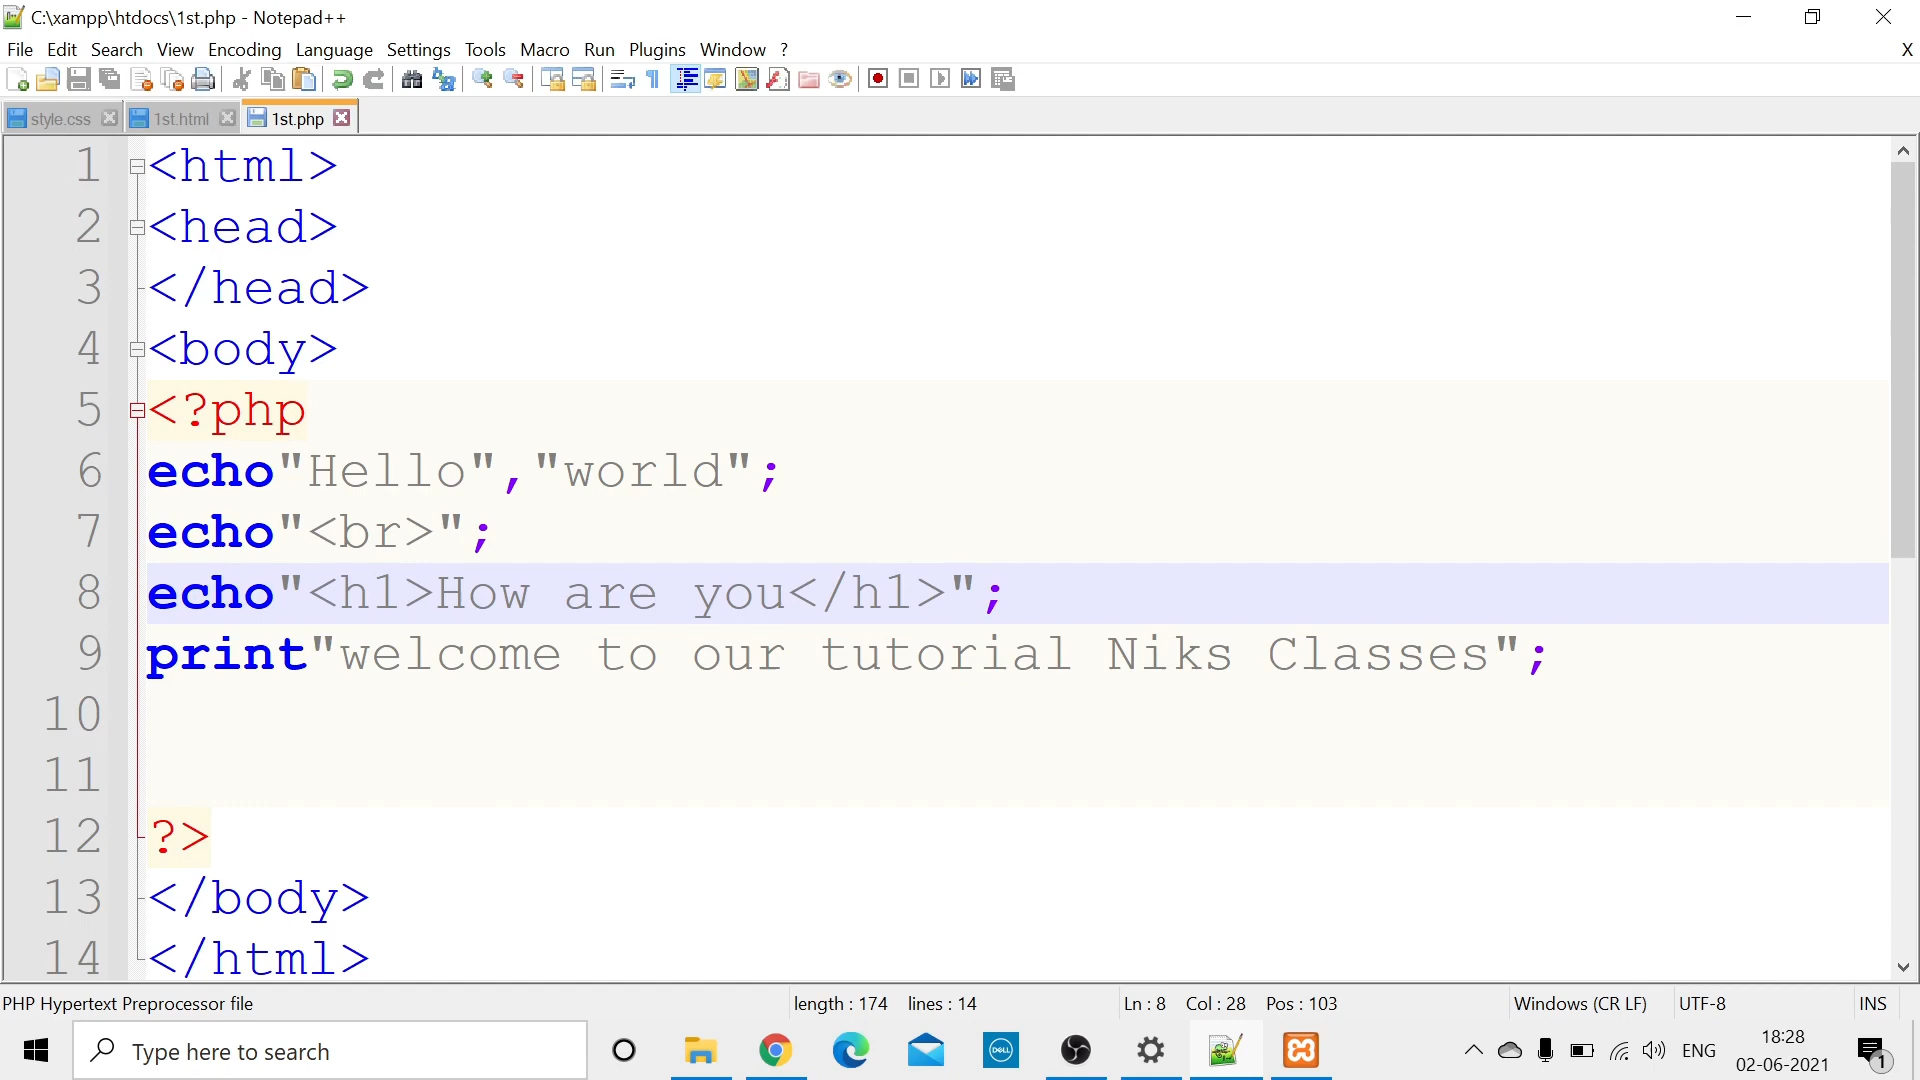 C:\xampp\htdocs\1st.php - Notepad++
File Edit Search View Encoding Language Settings Tools Macro Run Plugins Window ? X
style.css 1st.html 1st.php
1 <html>
2 <head>
3 </head>
4 <body>
5 <?php
6 echo"Hello","world";
7 echo"<br>";
8 echo"<h1>How are you</h1>";
9 print"welcome to our tutorial Niks Classes";
10
11
12 ?>
13 </body>
14 </html>
PHP Hypertext Preprocessor file length : 174 lines : 14 Ln : 8 Col : 28 Pos : 103 Windows (CR LF) UTF-8 INS
Type here to search DELL ENG 18:28
02-06-2021 1